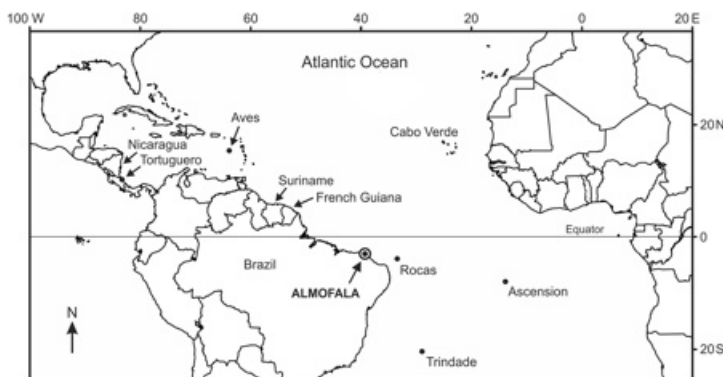 100 W 80 60 40 20 0 20 E
Atlantic Ocean
20N
Aves
Cabo Verde
Nicaragua
Tortuguero
Suriname
French Guiana
Equator
0
Brazil
Rocas
ALMOFALA
Ascension
N
20S
Trindade